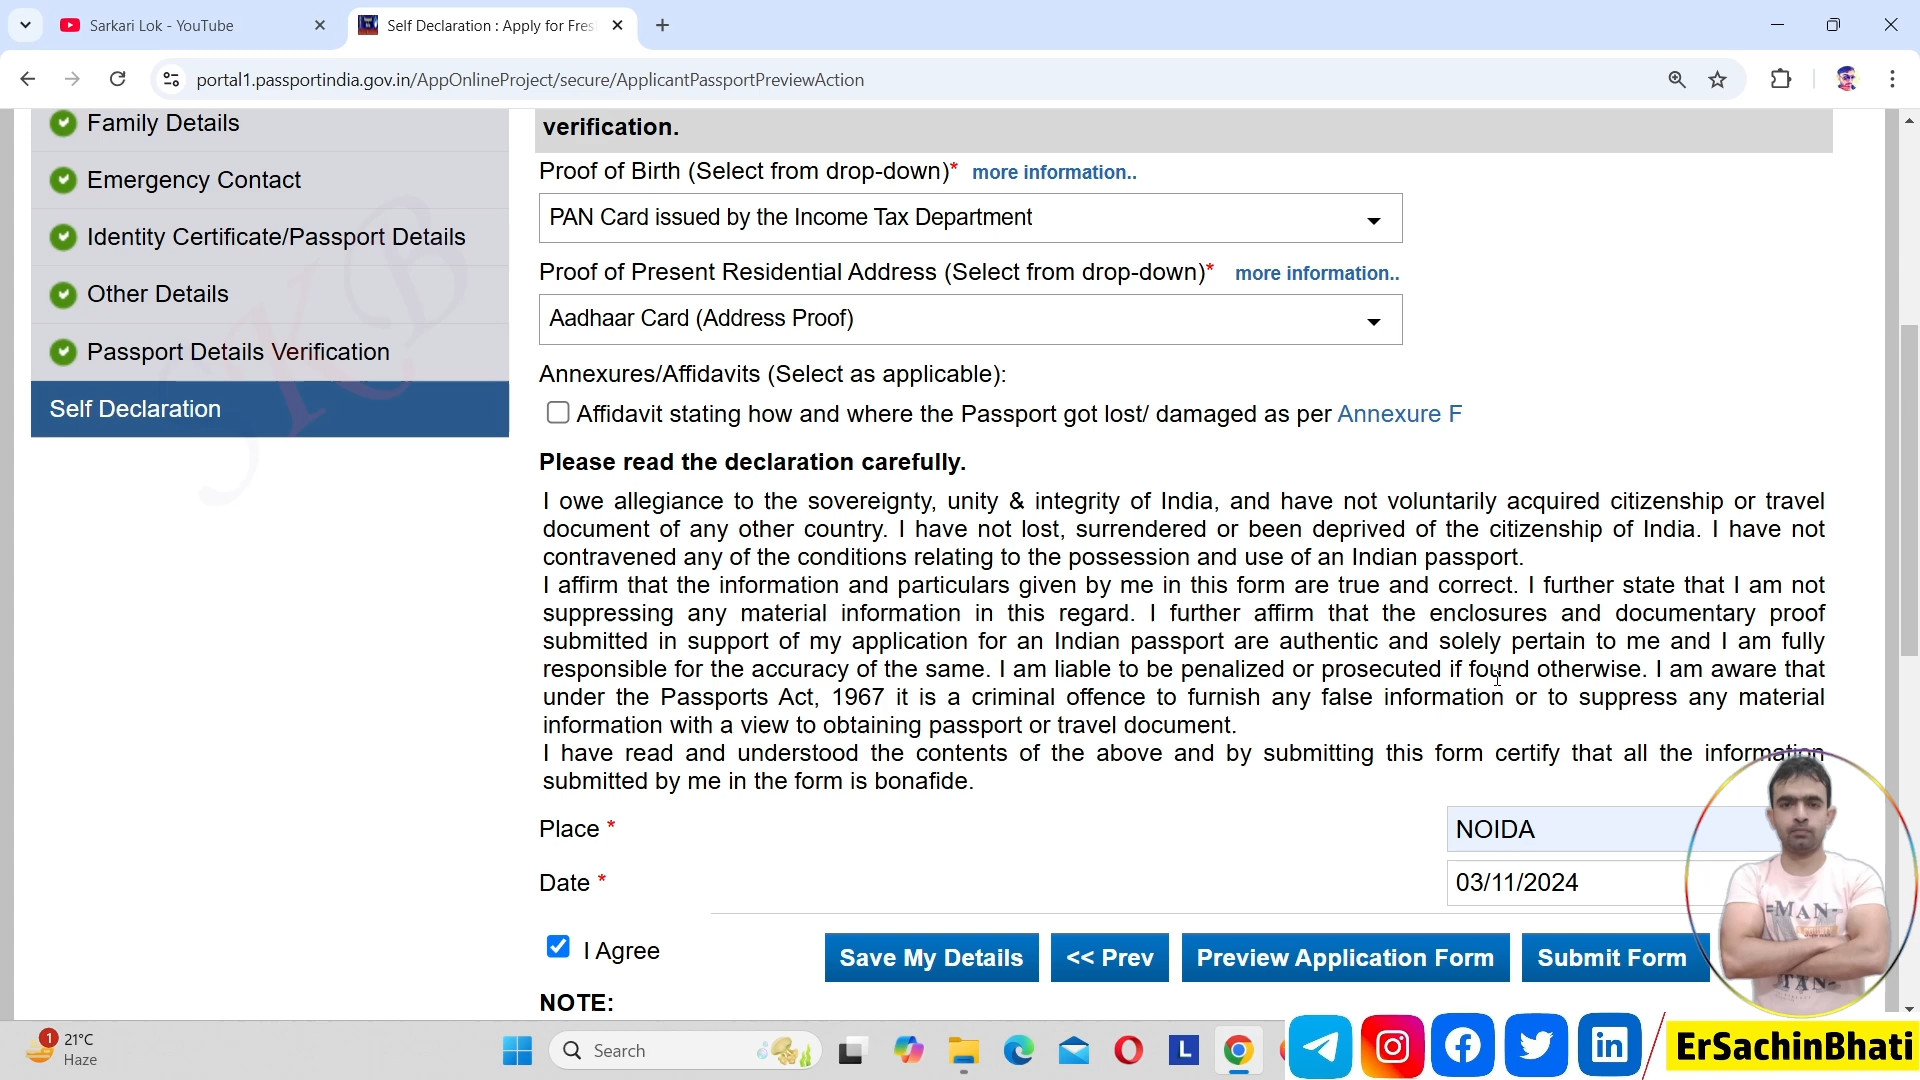 Sarkari Lok - YouTube
Self Declaration : Apply for Fres
portal1.passportindia.gov.in/AppOnlineProject/secure/ApplicantPassportPreviewAction
Family Details
Emergency Contact
Identity Certificate/Passport Details
Other Details
Passport Details Verification
Self Declaration
SKB
verification.
Proof of Birth (Select from drop-down)* more information..
PAN Card issued by the Income Tax Department
Proof of Present Residential Address (Select from drop-down)* more information..
Aadhaar Card (Address Proof)
Annexures/Affidavits (Select as applicable):
Affidavit stating how and where the Passport got lost/ damaged as per Annexure F
Please read the declaration carefully.
I owe allegiance to the sovereignty, unity & integrity of India, and have not voluntarily acquired citizenship or travel
document of any other country. I have not lost, surrendered or been deprived of the citizenship of India. I have not
contravened any of the conditions relating to the possession and use of an Indian passport.
I affirm that the information and particulars given by me in this form are true and correct. I further state that I am not
suppressing any material information in this regard. I further affirm that the enclosures and documentary proof
submitted in support of my application for an Indian passport are authentic and solely pertain to me and I am fully
responsible for the accuracy of the same. I am liable to be penalized or prosecuted if found otherwise. I am aware that
under the Passports Act, 1967 it is a criminal offence to furnish any false information or to suppress any material
information with a view to obtaining passport or travel document.
I have read and understood the contents of the above and by submitting this form certify that all the information
submitted by me in the form is bonafide.
Place * NOIDA
Date * 03/11/2024
I Agree
Save My Details << Prev Preview Application Form Submit Form
NOTE:
MAN
TAN
1 21°C
Haze
Search
L
in
ErSachinBhati